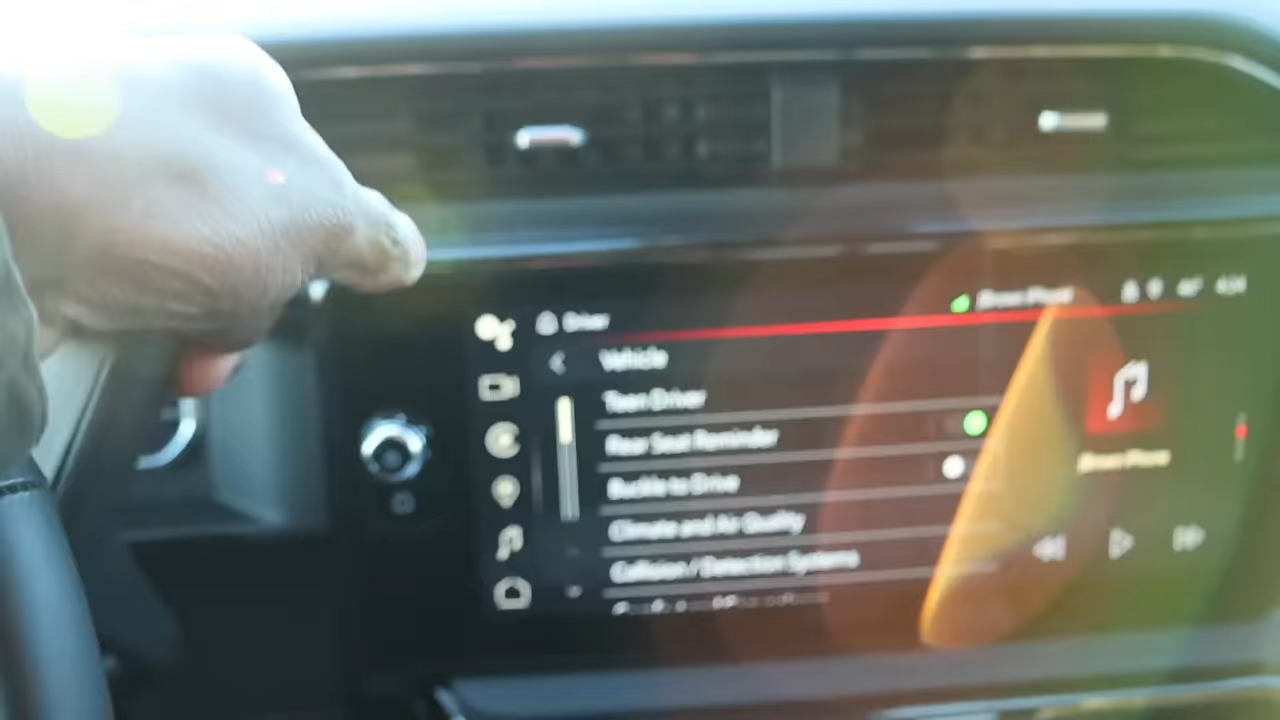 Driver
Vehicle
Teen Driver
Rear Seat Reminder
Buckle to Drive
Climate and Air Quality
Collision / Detection Systems